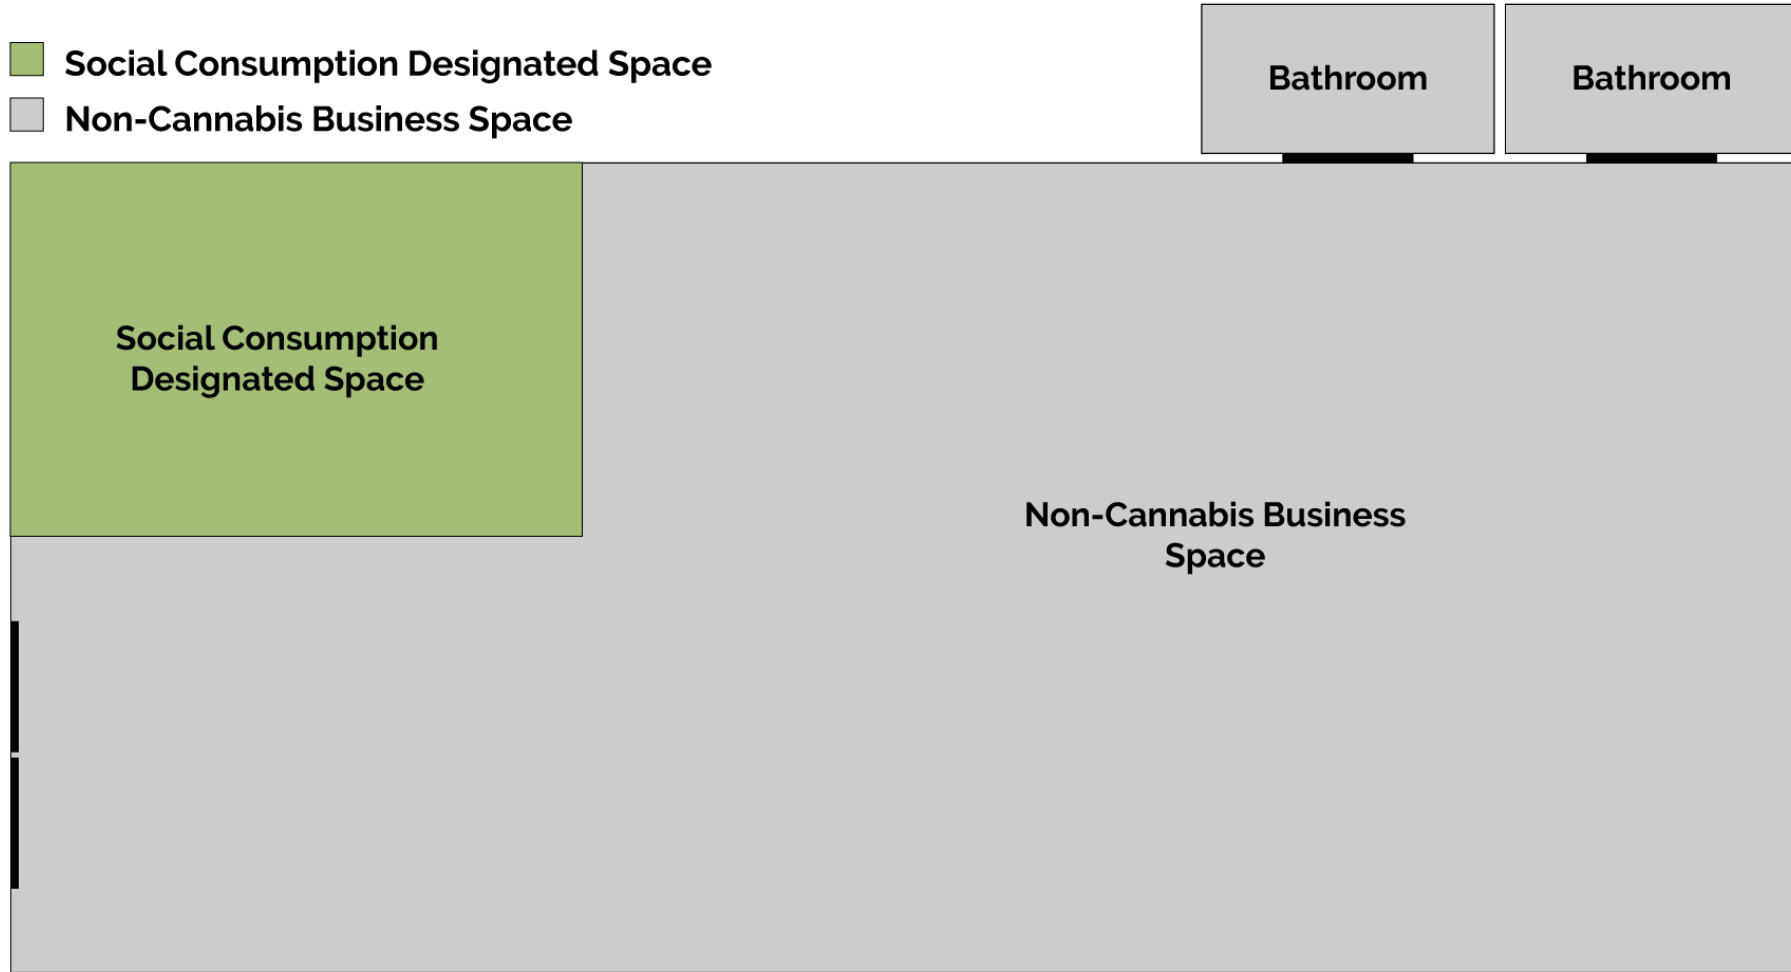 Social Consumption Designated Space
Non-Cannabis Business Space
Bathroom
Bathroom
Social Consumption
Designated Space
Non-Cannabis Business
Space